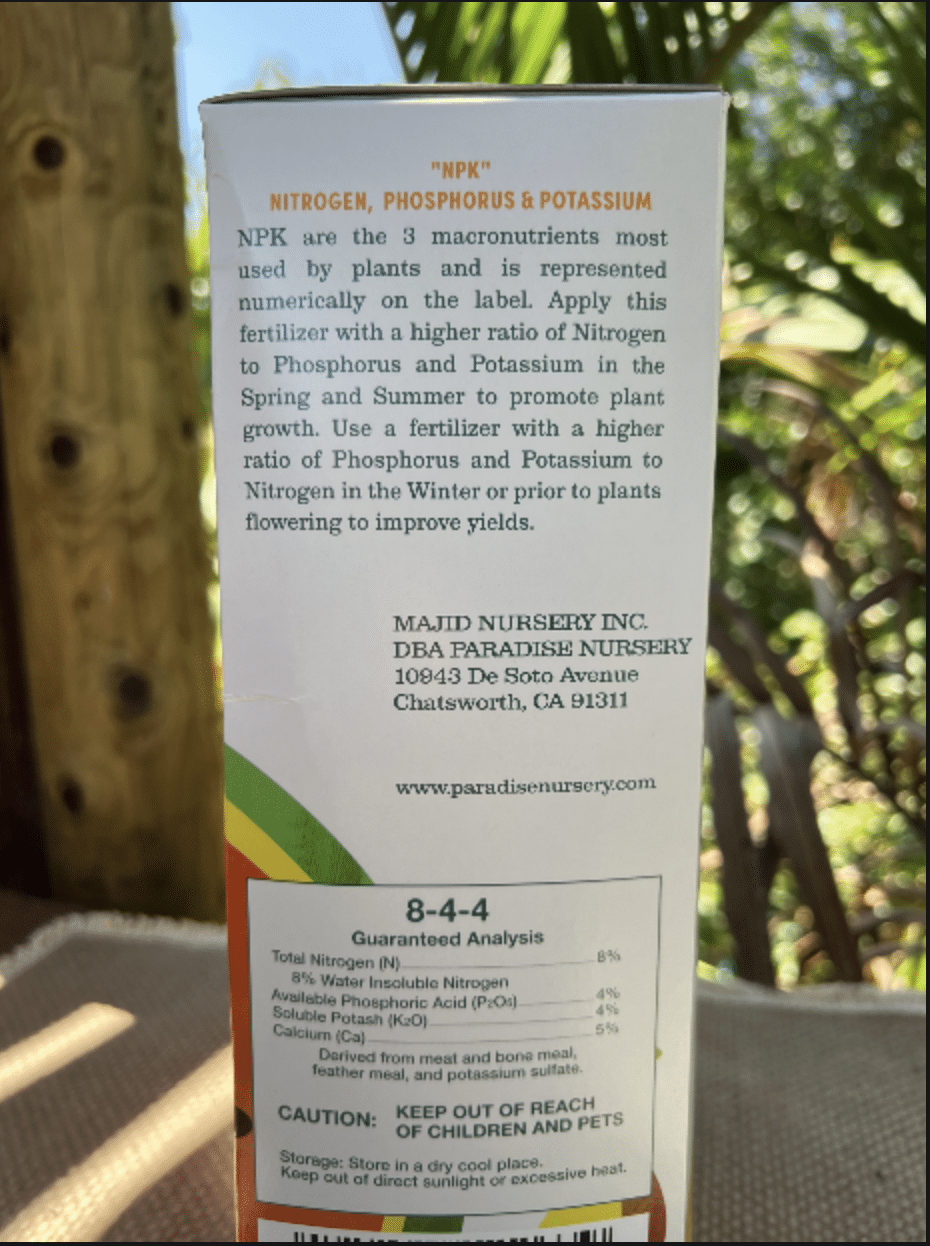 "NPK"
NITROGEN, PHOSPHORUS & POTASSIUM
NPK are the 3 macronutrients most
used by plants and is represented
numerically on the label. Apply this
fertilizer with a higher ratio of Nitrogen
to Phosphorus and Potassium in the
Spring and Summer to promote plant
growth. Use a fertilizer with a higher
ratio of Phosphorus and Potassium to
Nitrogen in the Winter or prior to plants
flowering to improve yields.
MAJID NURSERY INC.
DBA PARADISE NURSERY
10943 De Soto Avenue
Chatsworth, CA 91311
www.paradisenursery.com
8-4-4
Guaranteed Analysis
Total Nitrogen (N) 8%
8% Water Insoluble Nitrogen
Available Phosphoric Acid (P₂O₅) 4%
Soluble Potash (K₂O) 4%
Calcium (Ca) 5%
Derived from meat and bone meal,
feather meal, and potassium sulfate.
CAUTION: KEEP OUT OF REACH
OF CHILDREN AND PETS
Storage: Store in a dry cool place.
Keep out of direct sunlight or excessive heat.